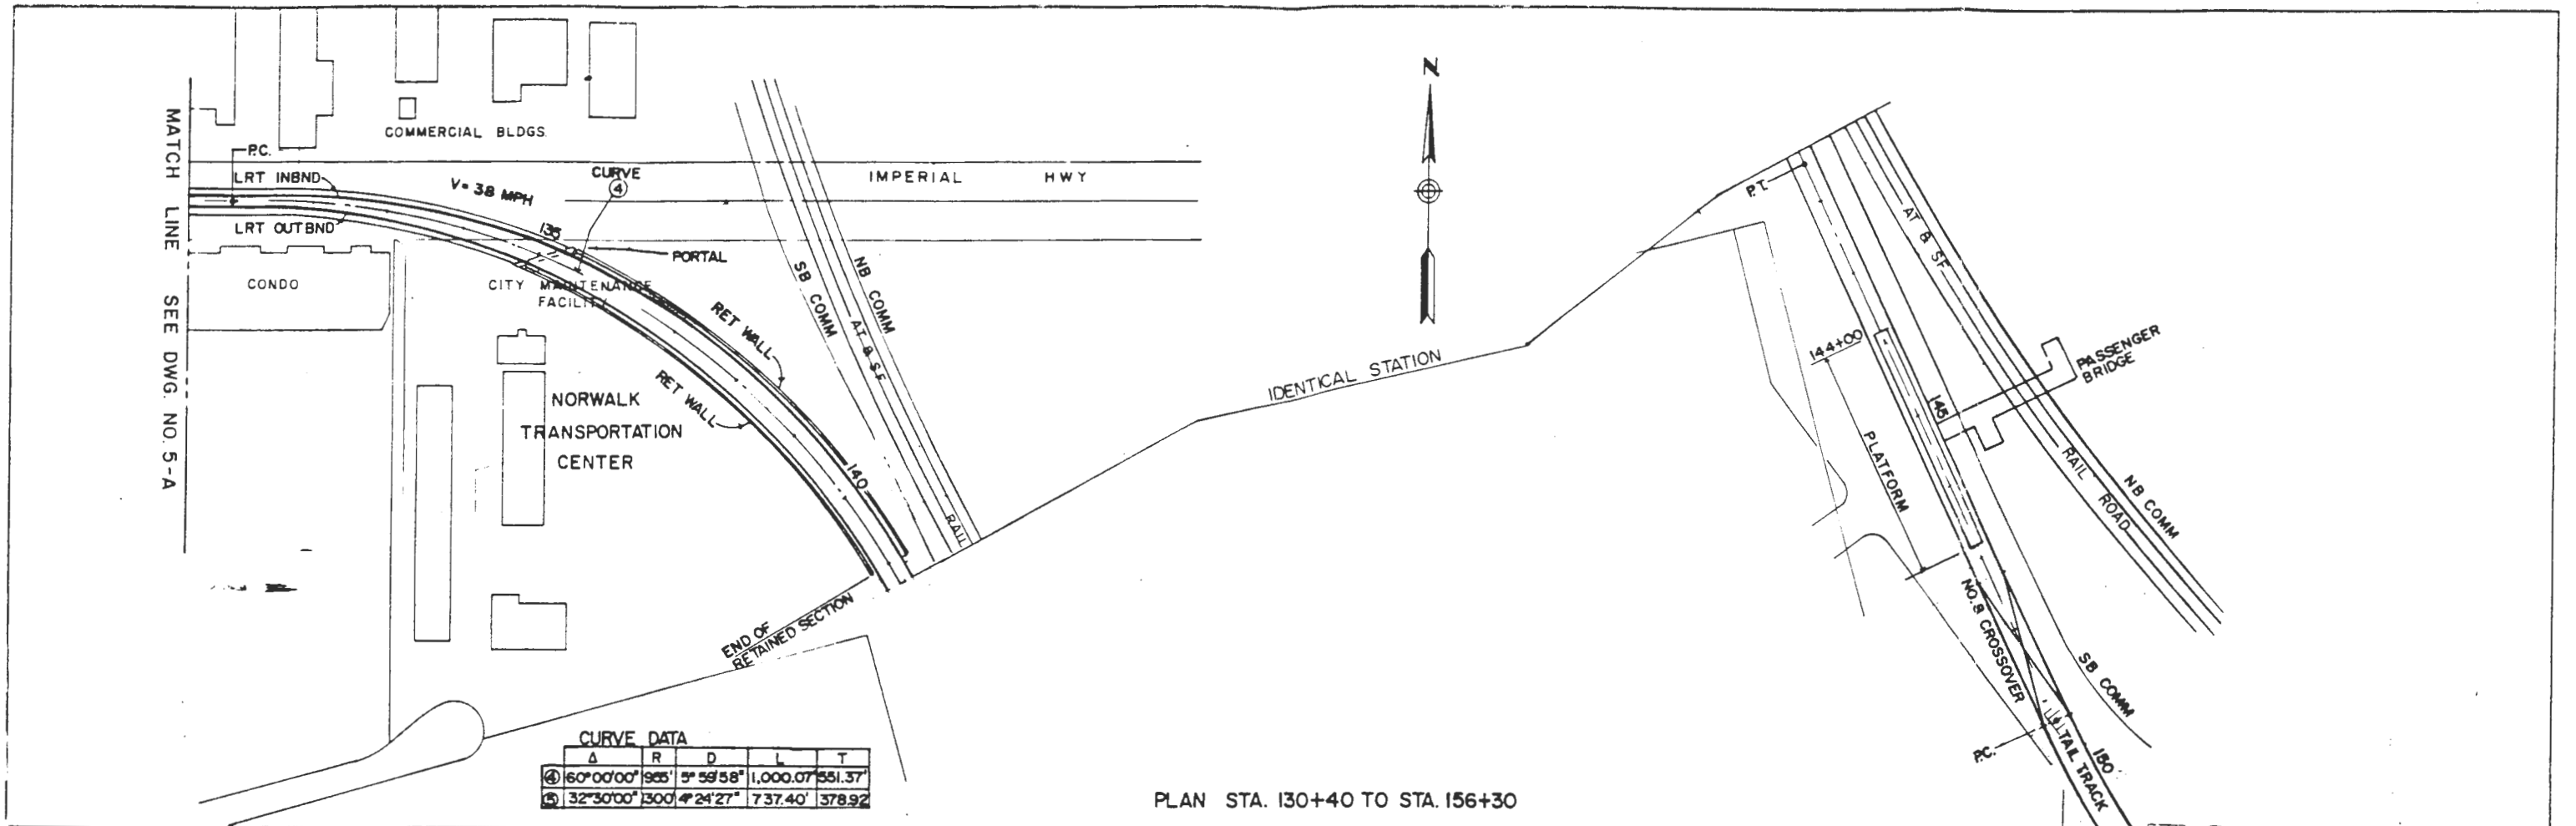 N
COMMERCIAL BLDGS.
P.C.
LRT INBND
V= 38 MPH
CURVE
4
IMPERIAL HWY
MATCH LINE SEE DWG. NO. 5-A
LRT OUTBND
135
PORTAL
CONDO
CITY MAINTENANCE
FACILITY
SB COMM
NB COMM
AT & SF
RAIL
RET WALL
RET WALL
NORWALK
TRANSPORTATION
CENTER
140
END OF
RETAINED SECTION
IDENTICAL STATION
P.T.
AT & SF
RAIL ROAD
144+00
145
PASSENGER
BRIDGE
PLATFORM
NB COMM
NO. 8 CROSSOVER
SB COMM
P.C.
TAIL TRACK
150
CURVE DATA
Δ R D L T
4 60°00'00" 955' 5°59'58" 1,000.07' 551.37'
5 32°30'00" 1300' 4°24'27" 737.40' 378.92
PLAN STA. 130+40 TO STA. 156+30